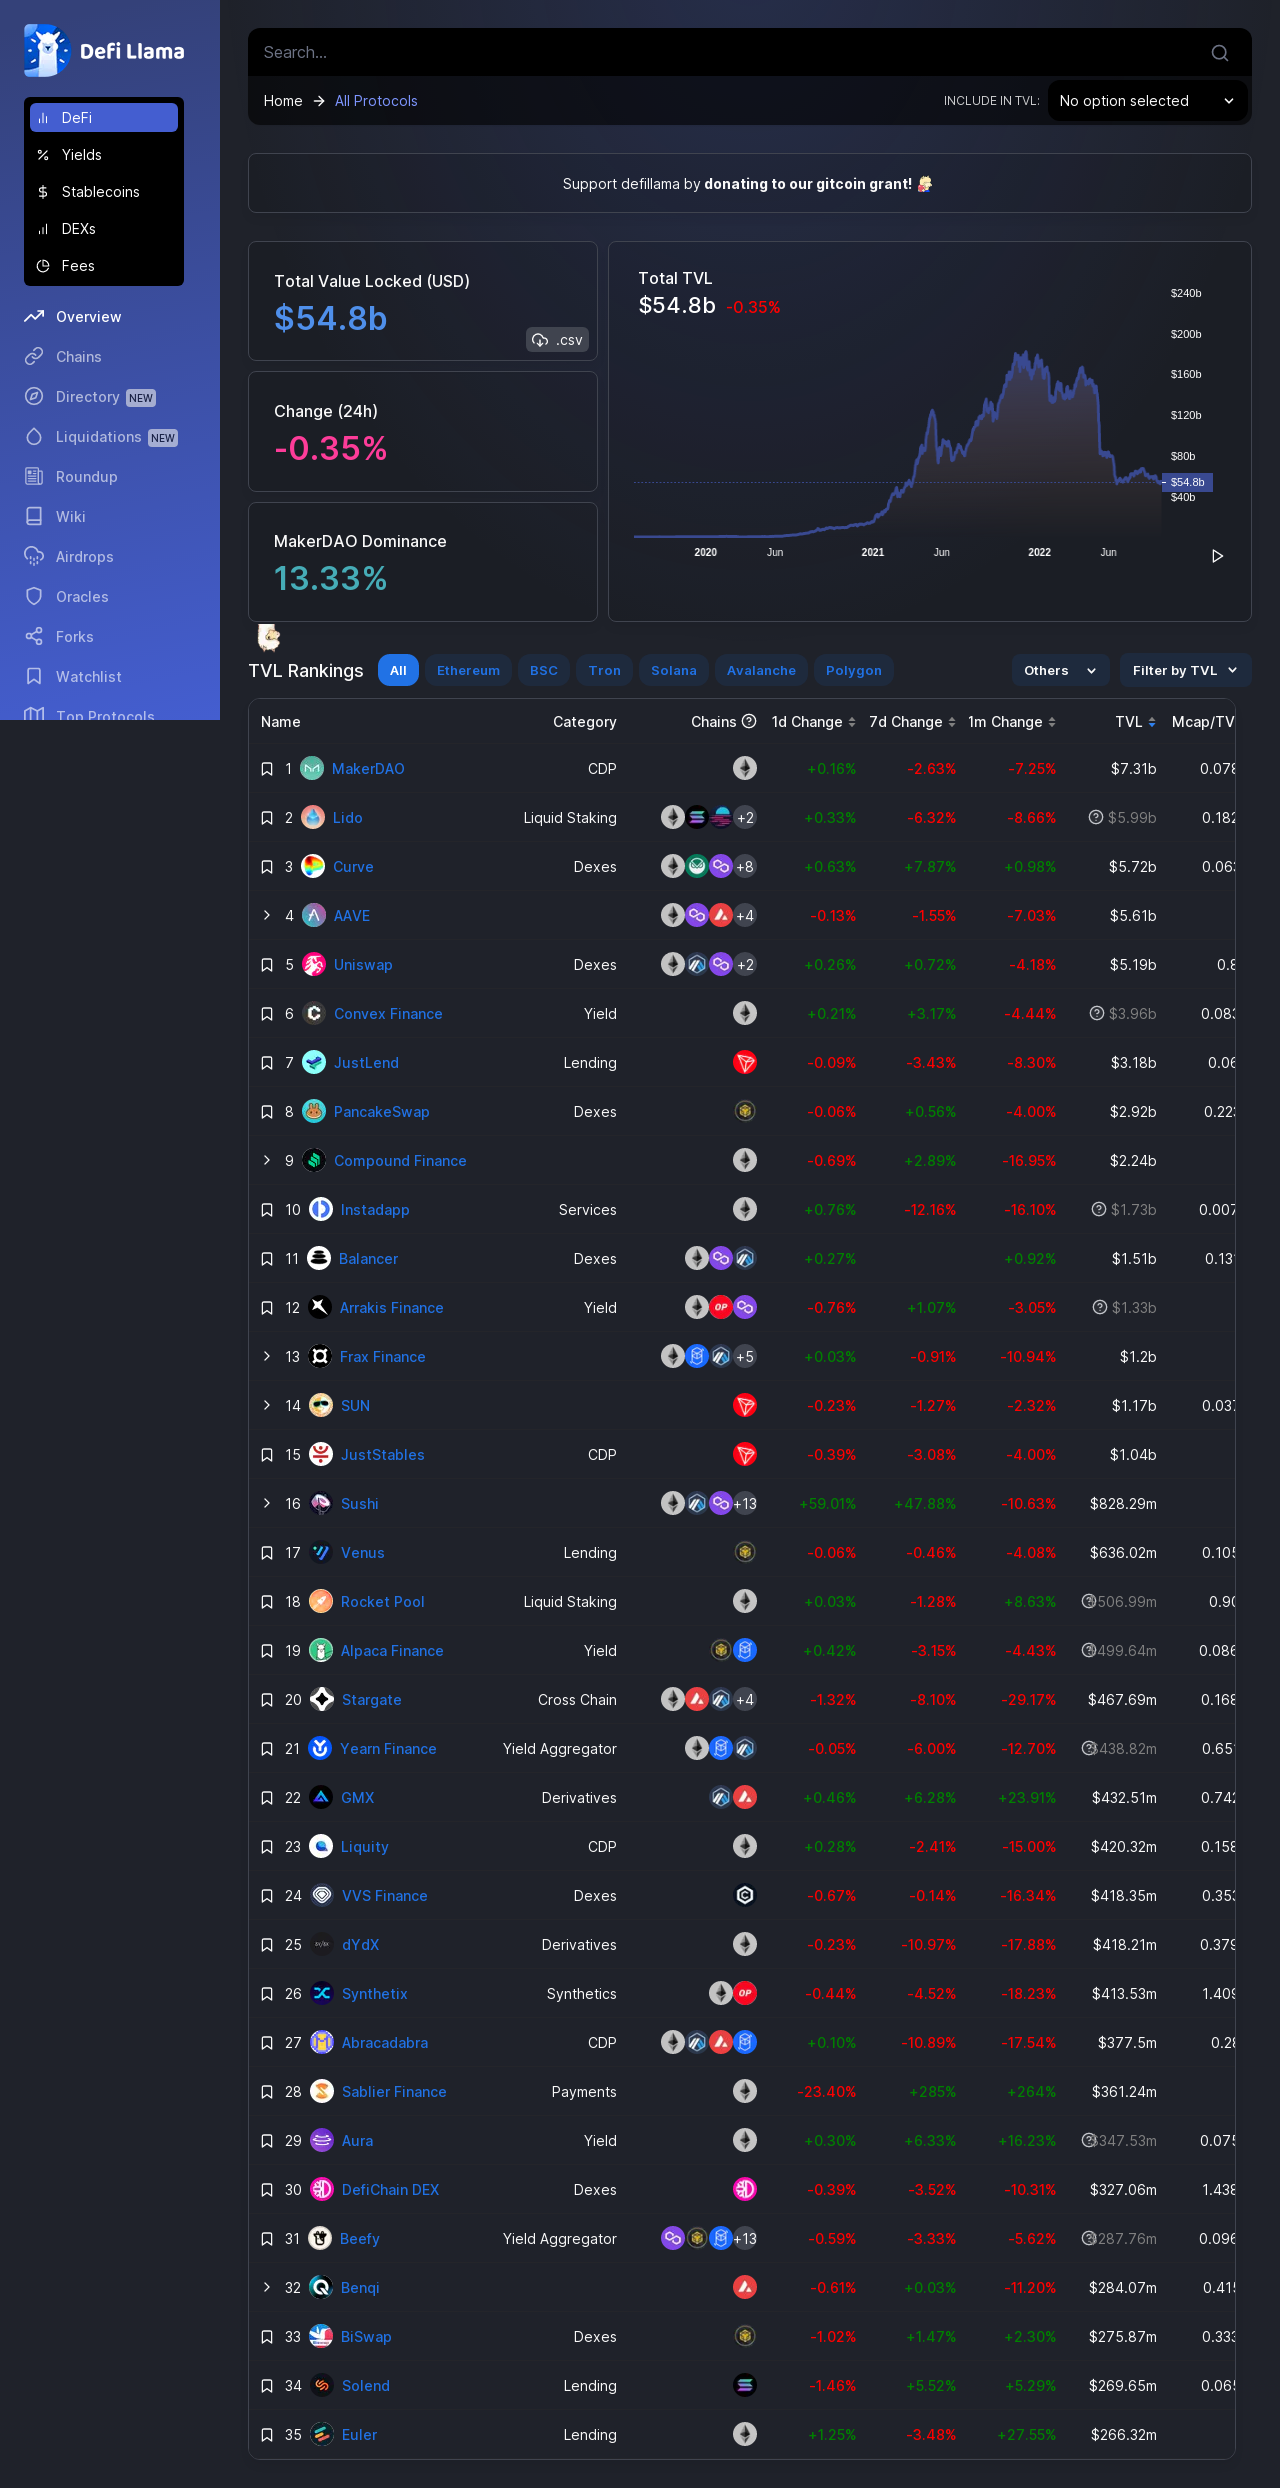 Defi Llama
DeFi
Yields
Stablecoins
DEXs
Fees
Overview
Chains
Directory NEW
Liquidations NEW
Roundup
Wiki
Airdrops
Oracles
Forks
Watchlist
Top Protocols
Search...
Home → All Protocols
INCLUDE IN TVL: No option selected
Support defillama by donating to our gitcoin grant!
Total Value Locked (USD)
$54.8b
.csv
Change (24h)
-0.35%
MakerDAO Dominance
13.33%
Total TVL
$54.8b -0.35%
$240b
$200b
$160b
$120b
$80b
$54.8b
$40b
2020 Jun 2021 Jun 2022 Jun
TVL Rankings All Ethereum BSC Tron Solana Avalanche Polygon Others Filter by TVL
Name Category Chains 1d Change 7d Change 1m Change TVL Mcap/TV
1 MakerDAO CDP +0.16% -2.63% -7.25% $7.31b 0.078
2 Lido Liquid Staking +2 +0.33% -6.32% -8.66% $5.99b 0.182
3 Curve Dexes +8 +0.63% +7.87% +0.98% $5.72b 0.063
4 AAVE +4 -0.13% -1.55% -7.03% $5.61b
5 Uniswap Dexes +2 +0.26% +0.72% -4.18% $5.19b 0.8
6 Convex Finance Yield +0.21% +3.17% -4.44% $3.96b 0.083
7 JustLend Lending -0.09% -3.43% -8.30% $3.18b 0.06
8 PancakeSwap Dexes -0.06% +0.56% -4.00% $2.92b 0.223
9 Compound Finance -0.69% +2.89% -16.95% $2.24b
10 Instadapp Services +0.76% -12.16% -16.10% $1.73b 0.007
11 Balancer Dexes +0.27% +0.92% $1.51b 0.131
12 Arrakis Finance Yield OP -0.76% +1.07% -3.05% $1.33b
13 Frax Finance +5 +0.03% -0.91% -10.94% $1.2b
14 SUN -0.23% -1.27% -2.32% $1.17b 0.037
15 JustStables CDP -0.39% -3.08% -4.00% $1.04b
16 Sushi +13 +59.01% +47.88% -10.63% $828.29m
17 Venus Lending -0.06% -0.46% -4.08% $636.02m 0.105
18 Rocket Pool Liquid Staking +0.03% -1.28% +8.63% $506.99m 0.90
19 Alpaca Finance Yield +0.42% -3.15% -4.43% $499.64m 0.086
20 Stargate Cross Chain +4 -1.32% -8.10% -29.17% $467.69m 0.168
21 Yearn Finance Yield Aggregator -0.05% -6.00% -12.70% $438.82m 0.651
22 GMX Derivatives +0.46% +6.28% +23.91% $432.51m 0.742
23 Liquity CDP +0.28% -2.41% -15.00% $420.32m 0.158
24 VVS Finance Dexes -0.67% -0.14% -16.34% $418.35m 0.353
25 dYdX Derivatives -0.23% -10.97% -17.88% $418.21m 0.379
26 Synthetix Synthetics OP -0.44% -4.52% -18.23% $413.53m 1.409
27 Abracadabra CDP +0.10% -10.89% -17.54% $377.5m 0.28
28 Sablier Finance Payments -23.40% +285% +264% $361.24m
29 Aura Yield +0.30% +6.33% +16.23% $347.53m 0.075
30 DefiChain DEX Dexes -0.39% -3.52% -10.31% $327.06m 1.438
31 Beefy Yield Aggregator +13 -0.59% -3.33% -5.62% $287.76m 0.096
32 Benqi -0.61% +0.03% -11.20% $284.07m 0.415
33 BiSwap Dexes -1.02% +1.47% +2.30% $275.87m 0.333
34 Solend Lending -1.46% +5.52% +5.29% $269.65m 0.065
35 Euler Lending +1.25% -3.48% +27.55% $266.32m